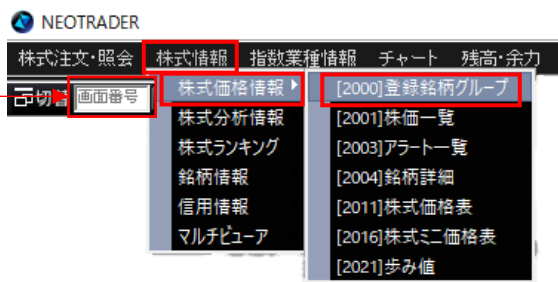 NEOTRADER
株式注文・照会 株式情報 指数業種情報 チャート 残高・余力
切替 画面番号
株式価格情報
株式分析情報
株式ランキング
銘柄情報
信用情報
マルチビューア
[2000]登録銘柄グループ
[2001]株価一覧
[2003]アラート一覧
[2004]銘柄詳細
[2011]株式価格表
[2016]株式ミニ価格表
[2021]歩み値